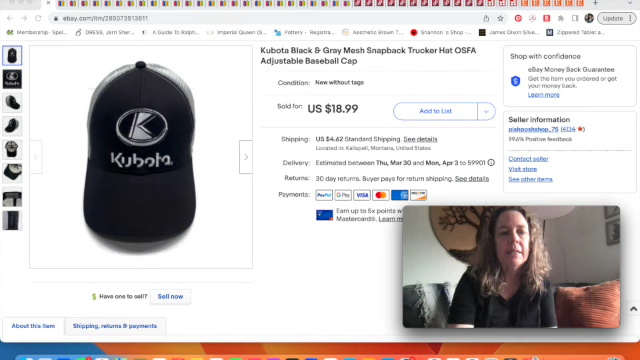 ebay.com/itm/285073613611
Update
Membership - Spel...
DRESS, Jerri Sher...
A Guide To Ralph...
Imperial Queen (S...
Pottery - Registra...
Aesthetic Brown T...
Shannon 's Shop -...
James Dixon Silve...
Zippered Tablet a...
Kubota Black & Gray Mesh Snapback Trucker Hat OSFA
Adjustable Baseball Cap
Condition: New without tags
Sold for: US $18.99
Add to List
Shipping: US $4.62 Standard Shipping. See details
Located in: Kalispell, Montana, United States
Delivery: Estimated between Thu, Mar 30 and Mon, Apr 3 to 59901
Returns: 30 day returns. Buyer pays for return shipping. See details
Payments: PayPal G Pay VISA DISCOVER
Earn up to 5x points w
Mastercard®. Learn m
Shop with confidence
eBay Money Back Guarantee
Get the item you ordered or get
your money back.
Learn more
Seller information
pishposhshop_75 (4134)
99.6% Positive feedback
Contact seller
Visit store
See other items
K
Kubota
Have one to sell? Sell now
About this item
Shipping, returns & payments